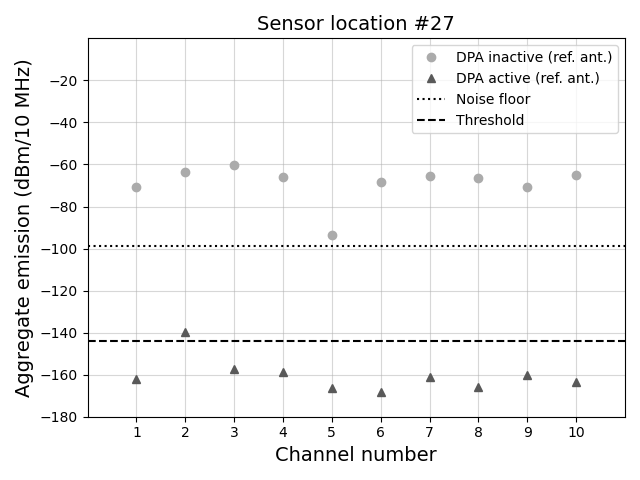 Sensor location #27
DPA inactive (ref. ant.)
DPA active (ref. ant.)
Noise floor
Threshold
Aggregate emission (dBm/10 MHz)
−20
−40
−60
−80
−100
−120
−140
−160
−180
1 2 3 4 5 6 7 8 9 10
Channel number